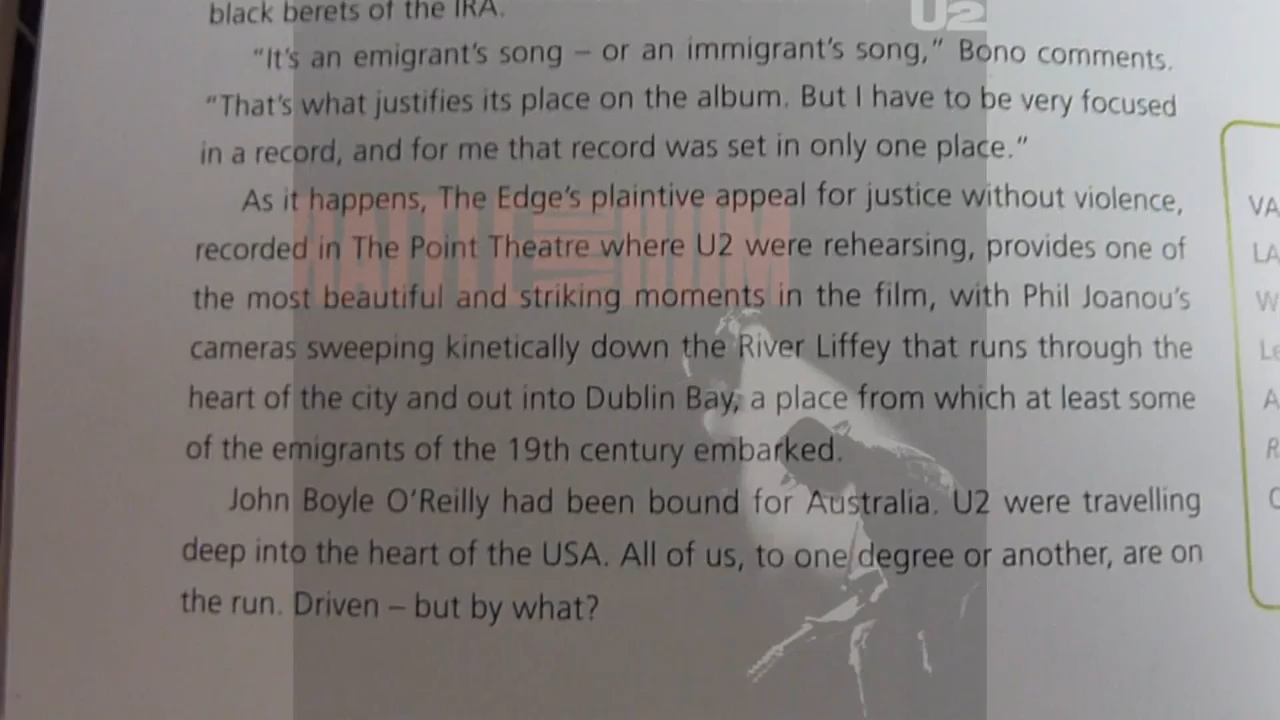 black berets of the IRA.
U2
“It’s an emigrant’s song – or an immigrant’s song,” Bono comments.
“That’s what justifies its place on the album. But I have to be very focused
in a record, and for me that record was set in only one place.”
As it happens, The Edge’s plaintive appeal for justice without violence,
recorded in The Point Theatre where U2 were rehearsing, provides one of
the most beautiful and striking moments in the film, with Phil Joanou’s
cameras sweeping kinetically down the River Liffey that runs through the
heart of the city and out into Dublin Bay, a place from which at least some
of the emigrants of the 19th century embarked.
John Boyle O’Reilly had been bound for Australia. U2 were travelling
deep into the heart of the USA. All of us, to one degree or another, are on
the run. Driven – but by what?
RATTLE AND HUM
VA
LA
W
Le
A
R